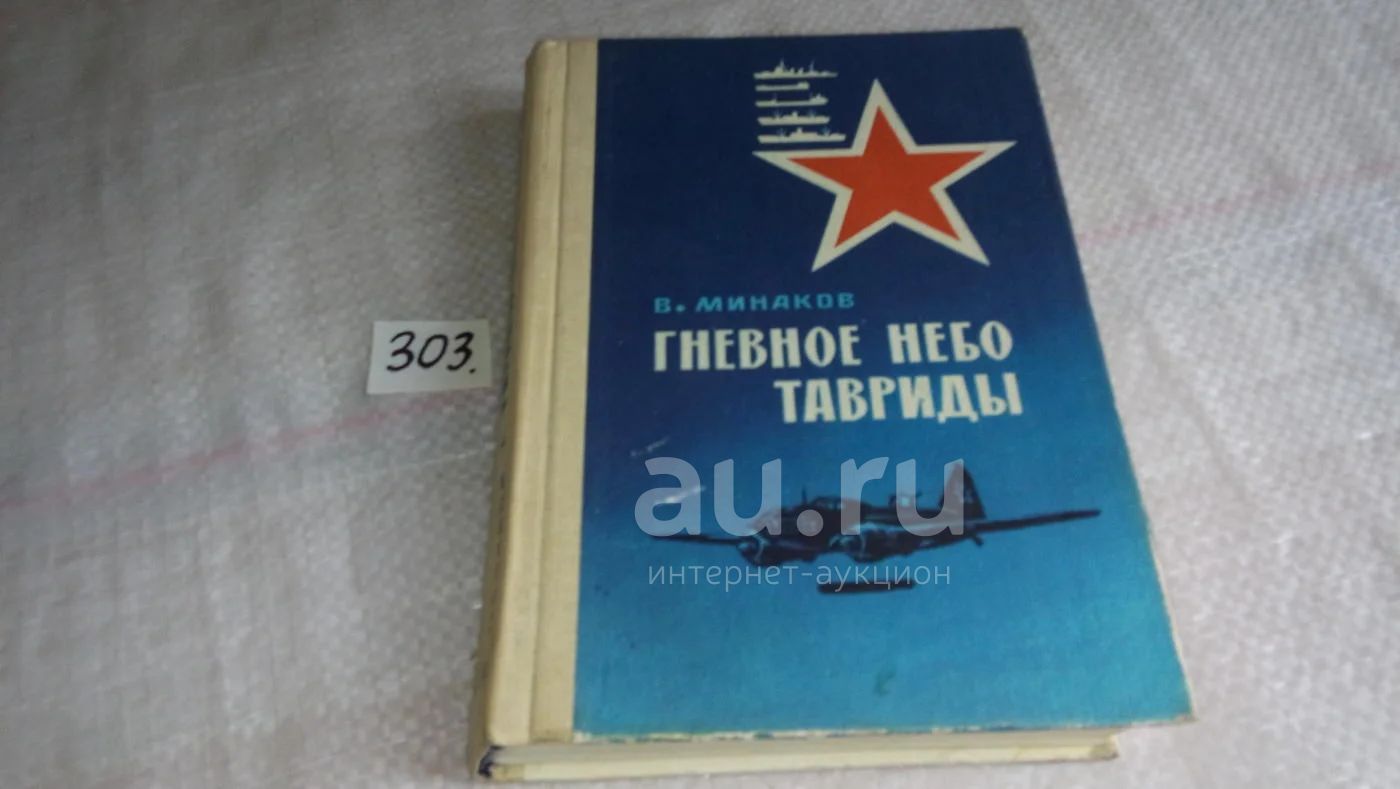 В. МИНАКОВ
ГНЕВНОЕ НЕБО
ТАВРИДЫ
303.
au.ru
интернет-аукцион